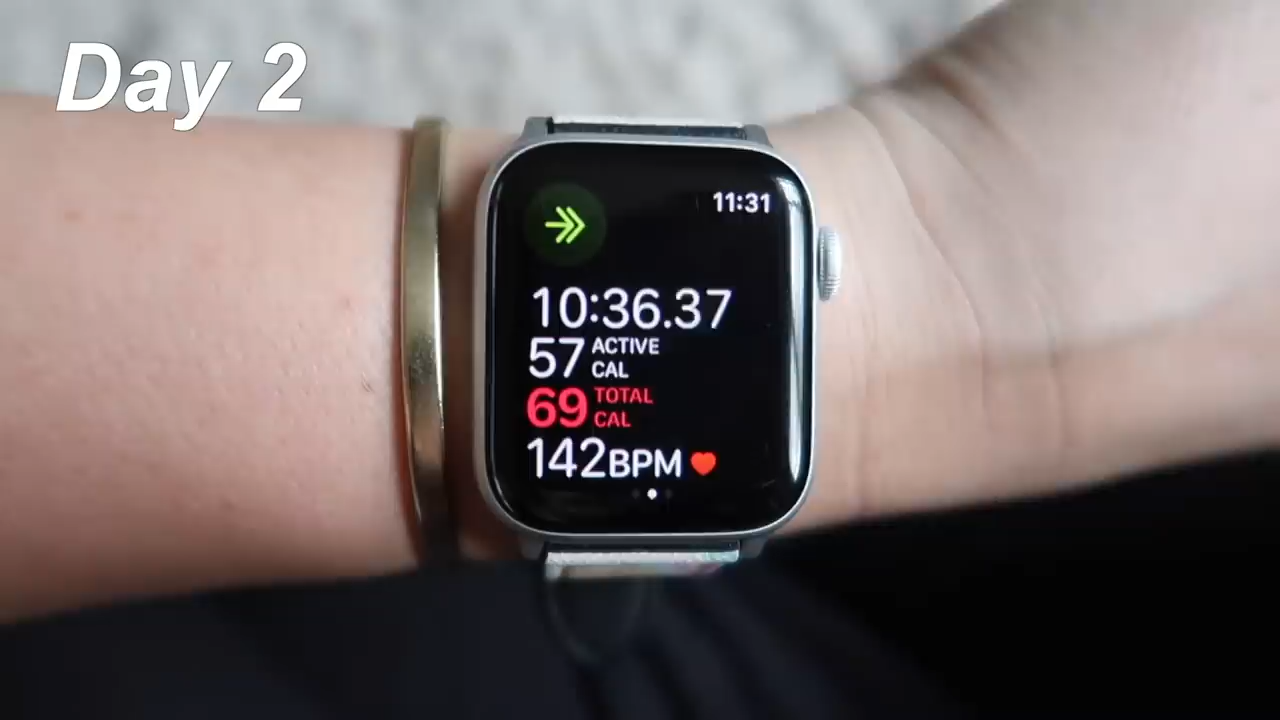 Day 2
11:31
10:36.37
57 ACTIVE CAL
69 TOTAL CAL
142BPM